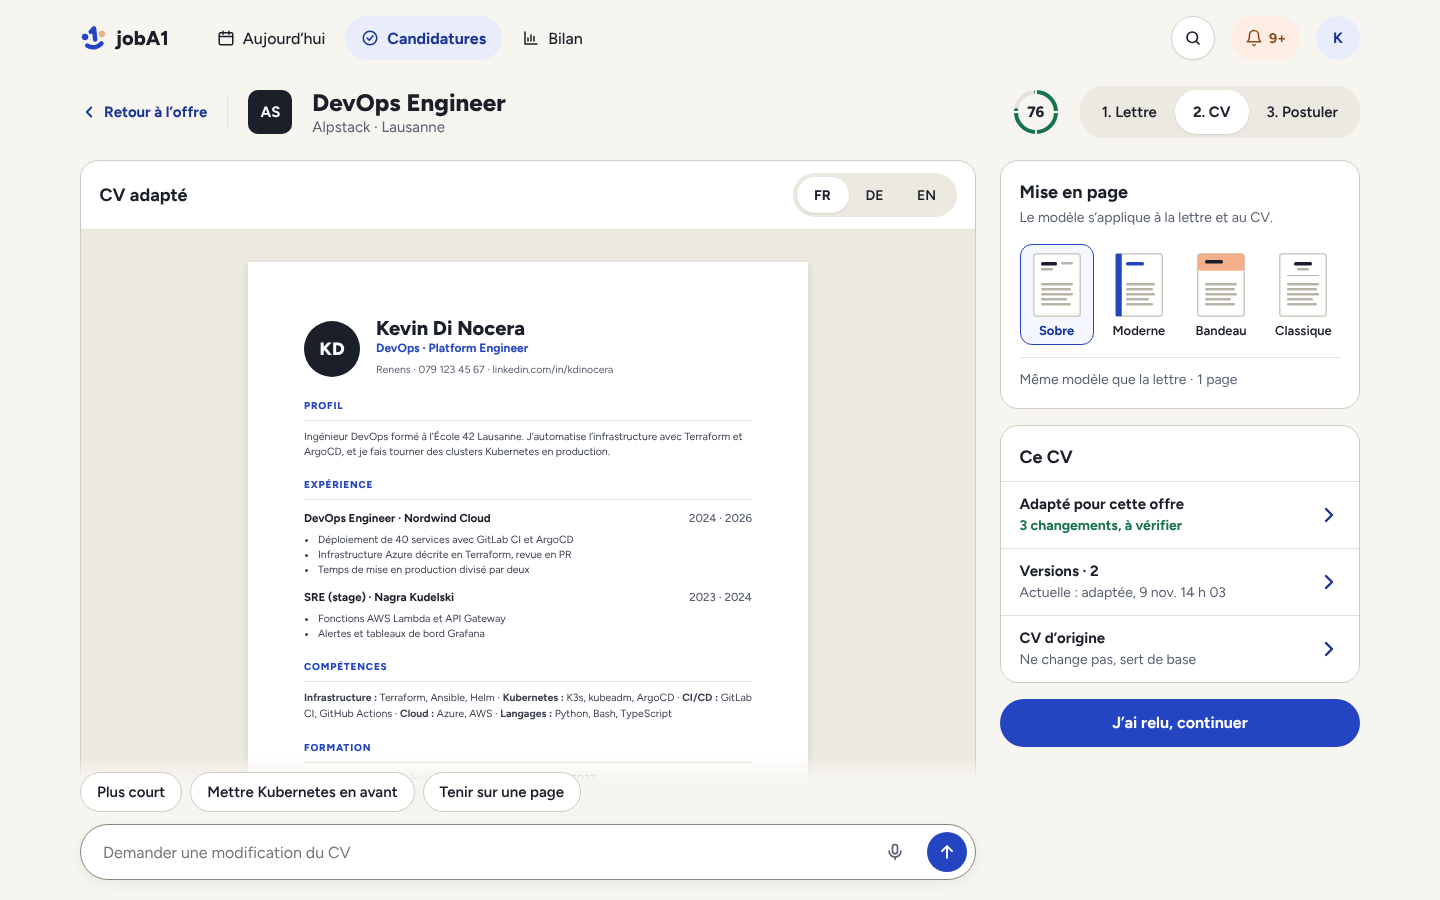 jobA1
Aujourd’hui
Candidatures
Bilan
9+
K
Retour à l’offre
AS
DevOps Engineer
Alpstack · Lausanne
76
1. Lettre
2. CV
3. Postuler
CV adapté
FR
DE
EN
KD
Kevin Di Nocera
DevOps · Platform Engineer
Renens · 079 123 45 67 · linkedin.com/in/kdinocera
PROFIL
Ingénieur DevOps formé à l’École 42 Lausanne. J’automatise l’infrastructure avec Terraform et
ArgoCD, et je fais tourner des clusters Kubernetes en production.
EXPÉRIENCE
DevOps Engineer · Nordwind Cloud
2024 · 2026
• Déploiement de 40 services avec GitLab CI et ArgoCD
• Infrastructure Azure décrite en Terraform, revue en PR
• Temps de mise en production divisé par deux
SRE (stage) · Nagra Kudelski
2023 · 2024
• Fonctions AWS Lambda et API Gateway
• Alertes et tableaux de bord Grafana
COMPÉTENCES
Infrastructure : Terraform, Ansible, Helm · Kubernetes : K3s, kubeadm, ArgoCD · CI/CD : GitLab
CI, GitHub Actions · Cloud : Azure, AWS · Langages : Python, Bash, TypeScript
FORMATION
Plus court
Mettre Kubernetes en avant
Tenir sur une page
Demander une modification du CV
Mise en page
Le modèle s’applique à la lettre et au CV.
Sobre
Moderne
Bandeau
Classique
Même modèle que la lettre · 1 page
Ce CV
Adapté pour cette offre
3 changements, à vérifier
Versions · 2
Actuelle : adaptée, 9 nov. 14 h 03
CV d’origine
Ne change pas, sert de base
J’ai relu, continuer